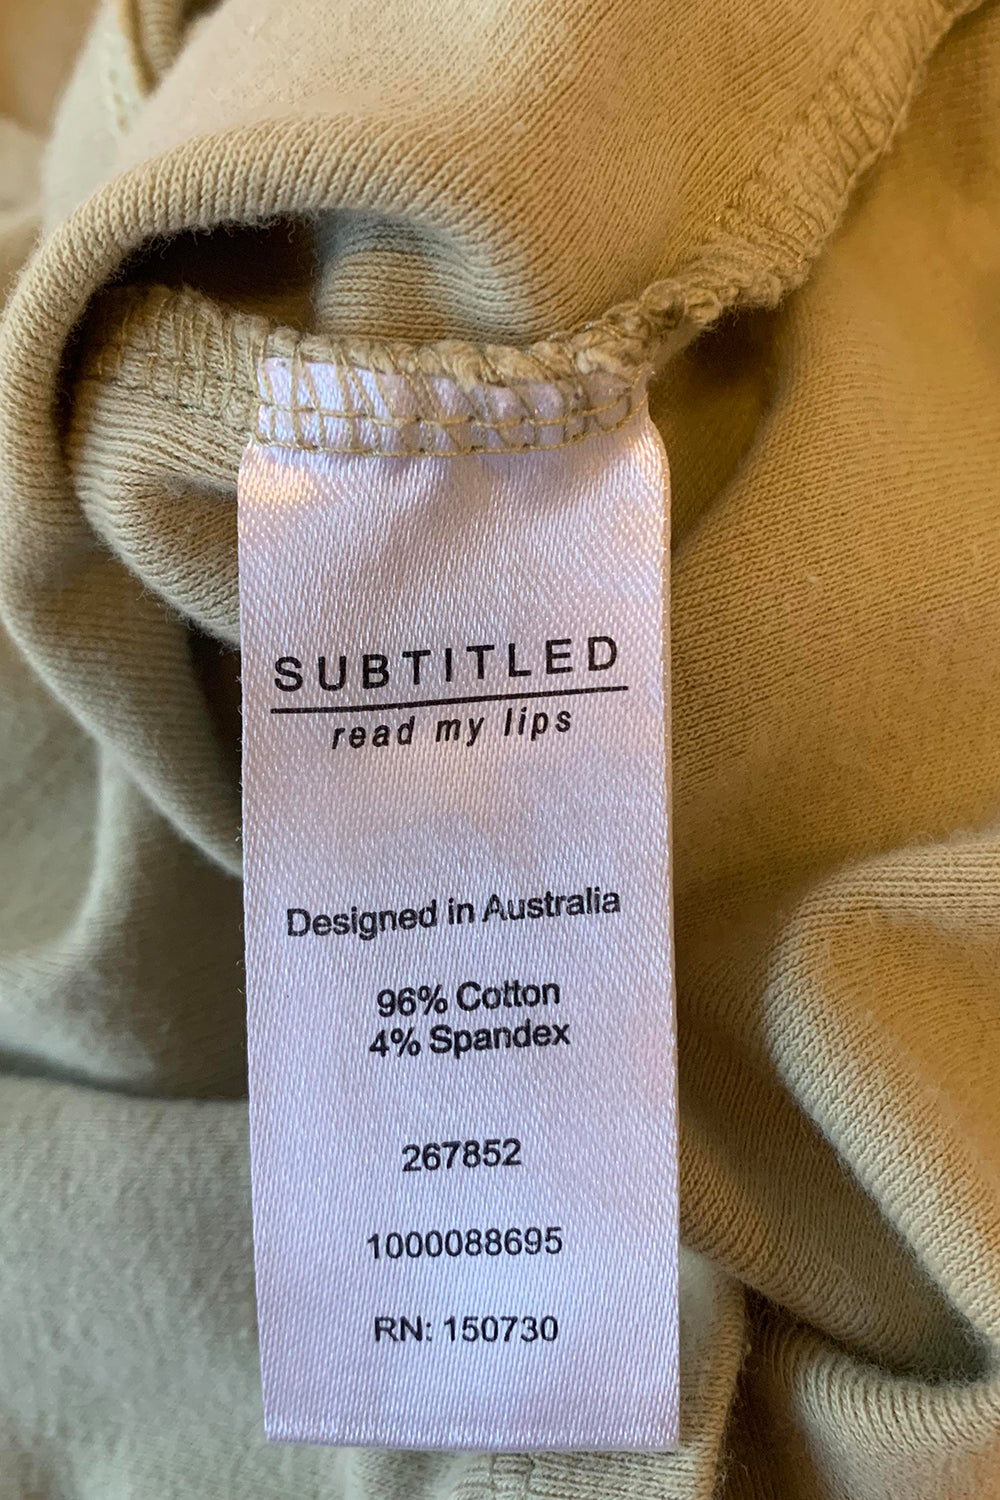 SUBTITLED
read my lips
Designed in Australia
96% Cotton
4% Spandex
267852
1000088695
RN: 150730